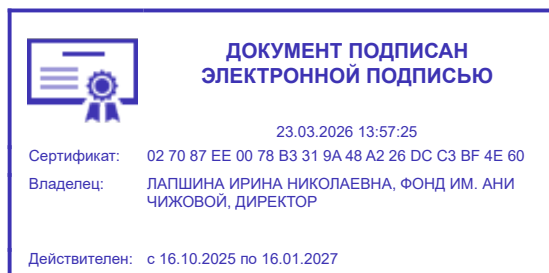 ДОКУМЕНТ ПОДПИСАН
ЭЛЕКТРОННОЙ ПОДПИСЬЮ
23.03.2026 13:57:25
Сертификат: 02 70 87 EE 00 78 B3 31 9A 48 A2 26 DC C3 BF 4E 60
Владелец: ЛАПШИНА ИРИНА НИКОЛАЕВНА, ФОНД ИМ. АНИ
ЧИЖОВОЙ, ДИРЕКТОР
Действителен: с 16.10.2025 по 16.01.2027